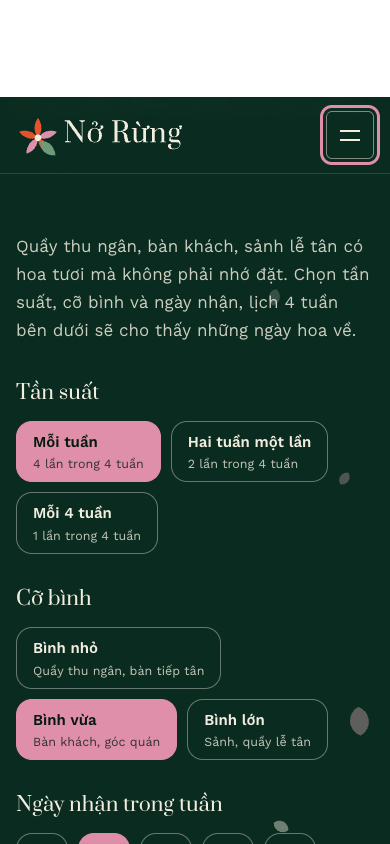 Nở Rừng
Quầy thu ngân, bàn khách, sảnh lễ tân có
hoa tươi mà không phải nhớ đặt. Chọn tần
suất, cỡ bình và ngày nhận, lịch 4 tuần
bên dưới sẽ cho thấy những ngày hoa về.
Tần suất
Mỗi tuần
4 lần trong 4 tuần
Hai tuần một lần
2 lần trong 4 tuần
Mỗi 4 tuần
1 lần trong 4 tuần
Cỡ bình
Bình nhỏ
Quầy thu ngân, bàn tiếp tân
Bình vừa
Bàn khách, góc quán
Bình lớn
Sảnh, quầy lễ tân
Ngày nhận trong tuần